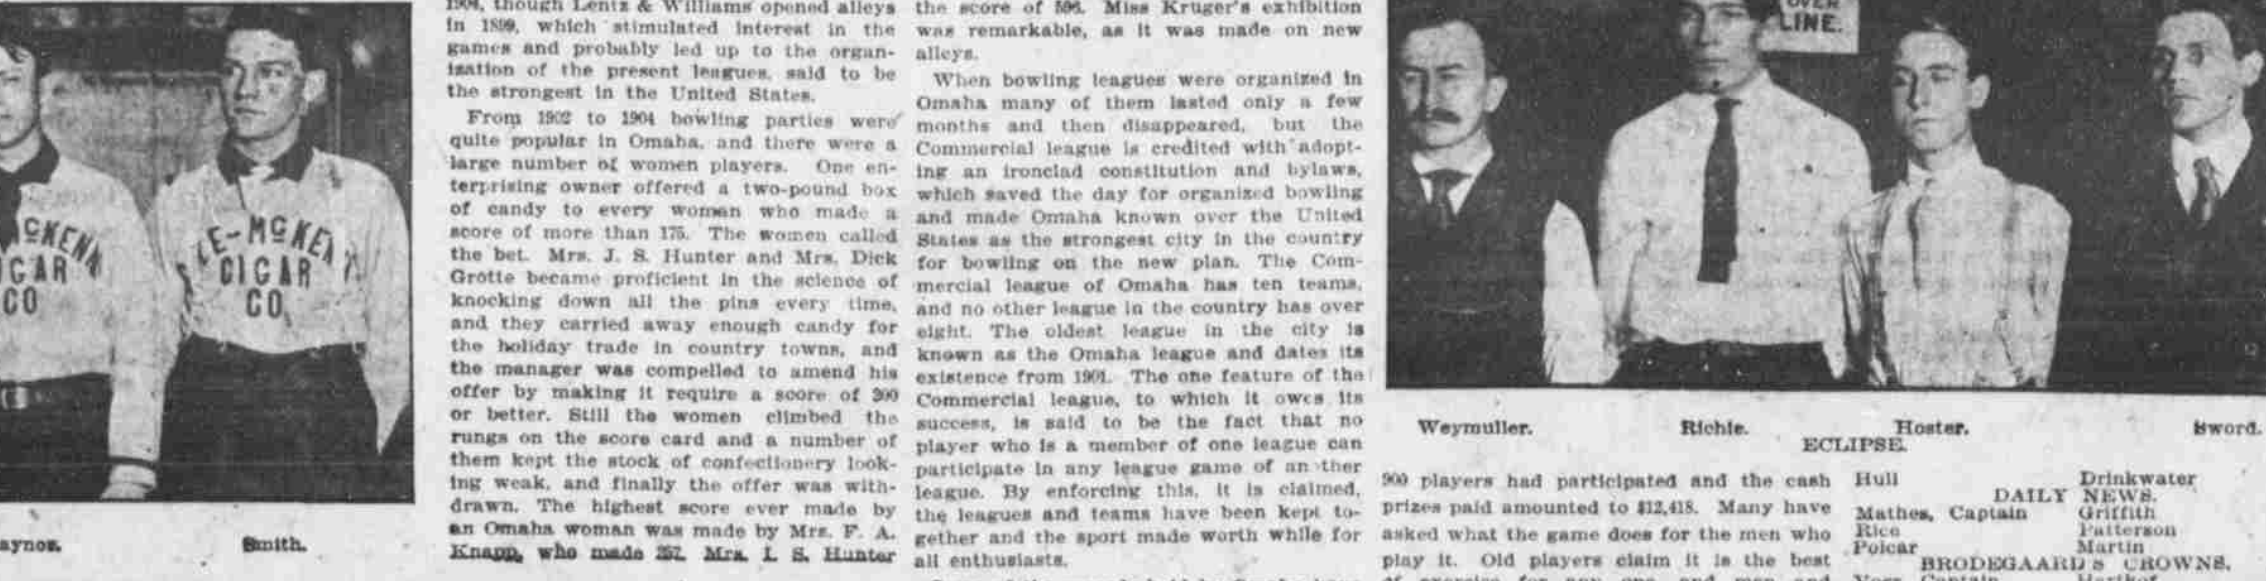 McKENN
GAR
CO
E-McKE
CIGAR
CO.
aynos.
Smith.
1904, though Lentz & Williams opened alleys
in 1899, which stimulated interest in the
games and probably led up to the organ-
ization of the present leagues, said to be
the strongest in the United States.
From 1902 to 1904 bowling parties were
quite popular in Omaha, and there were a
large number of women players. One en-
terprising owner offered a two-pound box
of candy to every woman who made a
score of more than 175. The women called
the bet. Mrs. J. S. Hunter and Mrs. Dick
Grotte became proficient in the science of
knocking down all the pins every time,
and they carried away enough candy for
the holiday trade in country towns, and
the manager was compelled to amend his
offer by making it require a score of 200
or better. Still the women climbed the
rungs on the score card and a number of
them kept the stock of confectionery look-
ing weak, and finally the offer was with-
drawn. The highest score ever made by
an Omaha woman was made by Mrs. F. A.
Knapp, who made 257. Mrs. I. S. Hunter
the score of 596. Miss Kruger's exhibition
was remarkable, as it was made on new
alleys.
When bowling leagues were organized in
Omaha many of them lasted only a few
months and then disappeared, but the
Commercial league is credited with adopt-
ing an ironclad constitution and bylaws,
which saved the day for organized bowling
and made Omaha known over the United
States as the strongest city in the country
for bowling on the new plan. The Com-
mercial league of Omaha has ten teams,
and no other league in the country has over
eight. The oldest league in the city is
known as the Omaha league and dates its
existence from 1901. The one feature of the
Commercial league, to which it owes its
success, is said to be the fact that no
player who is a member of one league can
participate in any league game of an ther
league. By enforcing this, it is claimed,
the leagues and teams have been kept to-
gether and the sport made worth while for
all enthusiasts.
OVER
LINE.
Weymuller. Richie. Hoster. Sword.
ECLIPSE.
900 players had participated and the cash
prizes paid amounted to $12,418. Many have
asked what the game does for the men who
play it. Old players claim it is the best
of exercise for any one, and men and
Hull Drinkwater
DAILY NEWS.
Mathes, Captain Griffith
Rice Patterson
Polcar Martin
BRODEGAARD'S CROWNS.
Captain